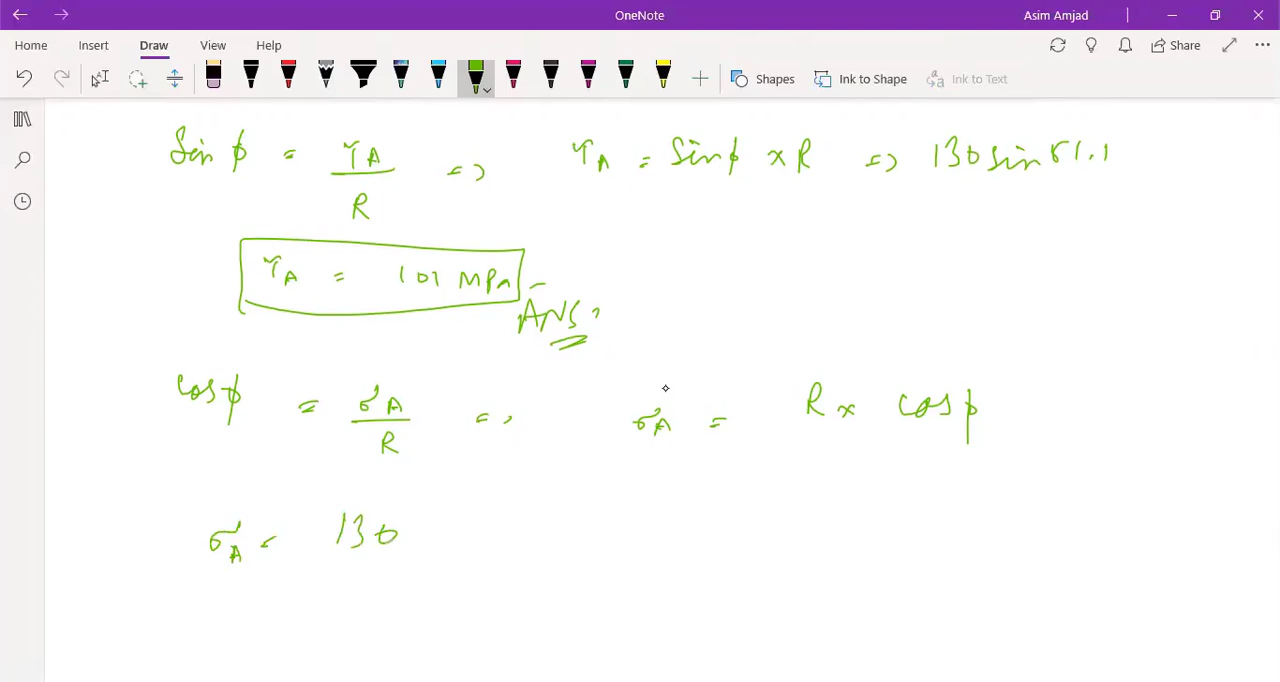 OneNote
Asim Amjad
Home Insert Draw View Help
Share
Shapes Ink to Shape Ink to Text
Sin ϕ = τA / R => τA = Sinϕ x R => 130 sin 51.1
τA = 101 MPa
ANS:
cos ϕ = σA / R => σA = R x cos ϕ
σA = 130